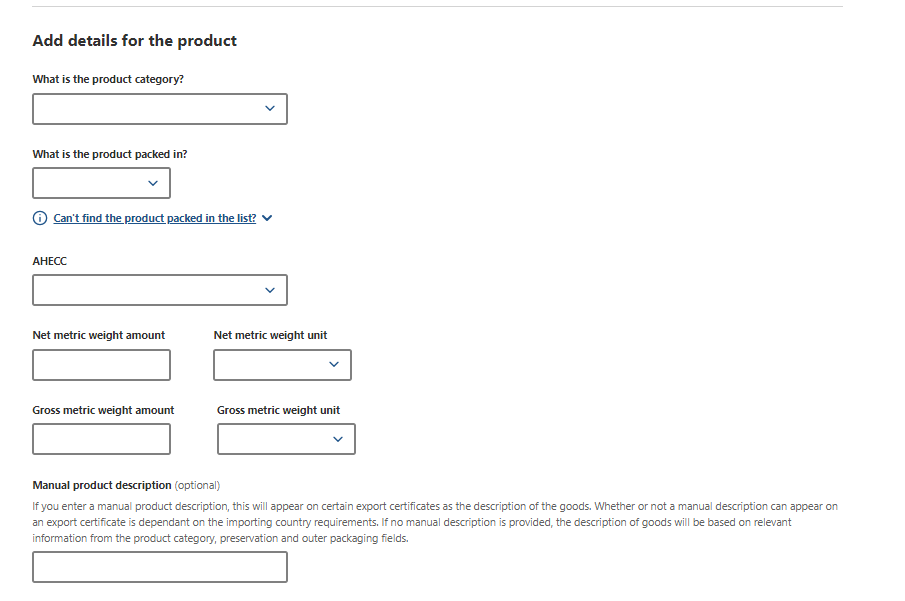 Add details for the product
What is the product category?
What is the product packed in?
Can't find the product packed in the list?
AHECC
Net metric weight amount Net metric weight unit
Gross metric weight amount Gross metric weight unit
Manual product description (optional)
If you enter a manual product description, this will appear on certain export certificates as the description of the goods. Whether or not a manual description can appear on
an export certificate is dependant on the importing country requirements. If no manual description is provided, the description of goods will be based on relevant
information from the product category, preservation and outer packaging fields.